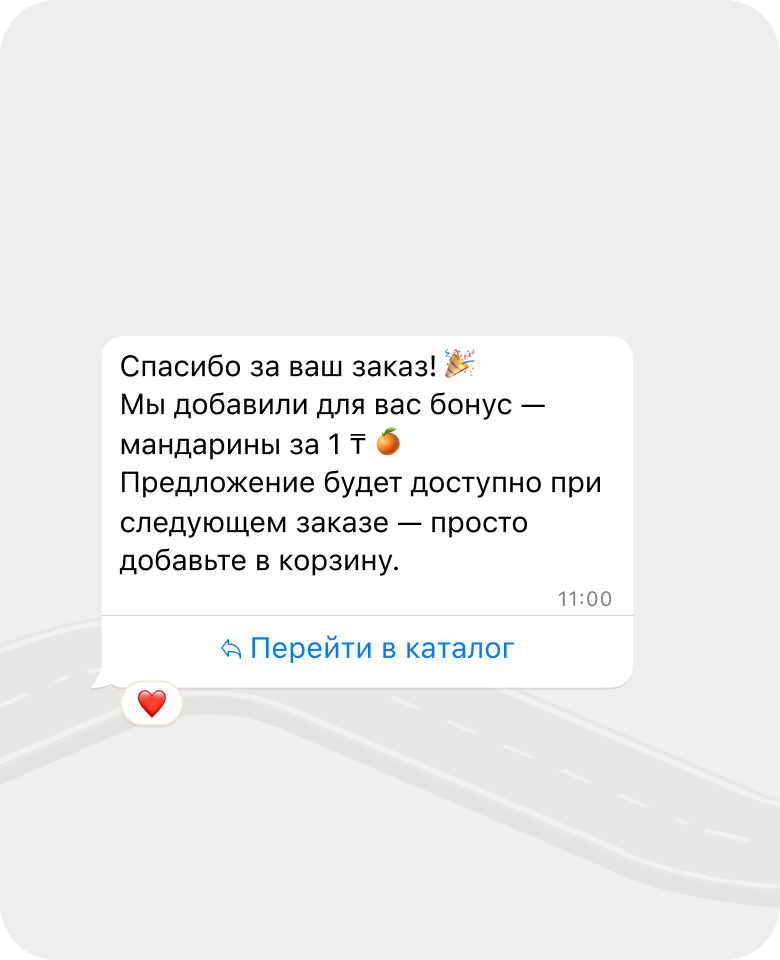 Спасибо за ваш заказ! 🎉
Мы добавили для вас бонус —
мандарины за 1 ₸ 🍊
Предложение будет доступно при
следующем заказе — просто
добавьте в корзину.
11:00
Перейти в каталог